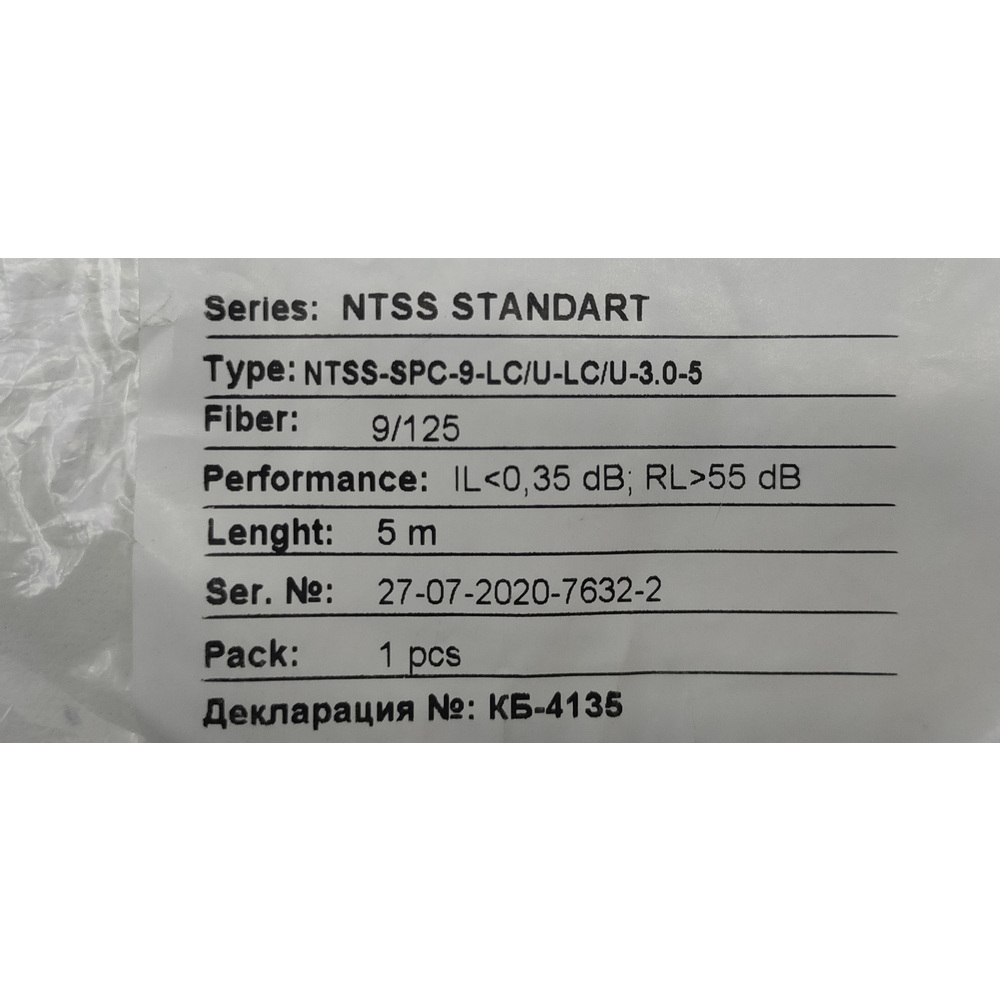 Series: NTSS STANDART
Type: NTSS-SPC-9-LC/U-LC/U-3.0-5
Fiber: 9/125
Performance: IL<0,35 dB; RL>55 dB
Lenght: 5 m
Ser. №: 27-07-2020-7632-2
Pack: 1 pcs
Декларация №: КБ-4135